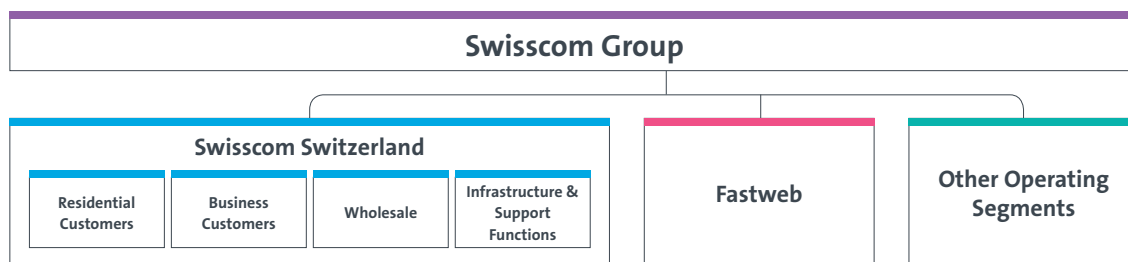 Swisscom Group
Swisscom Switzerland
Residential
Customers
Business
Customers
Wholesale
Infrastructure &
Support
Functions
Fastweb
Other Operating
Segments